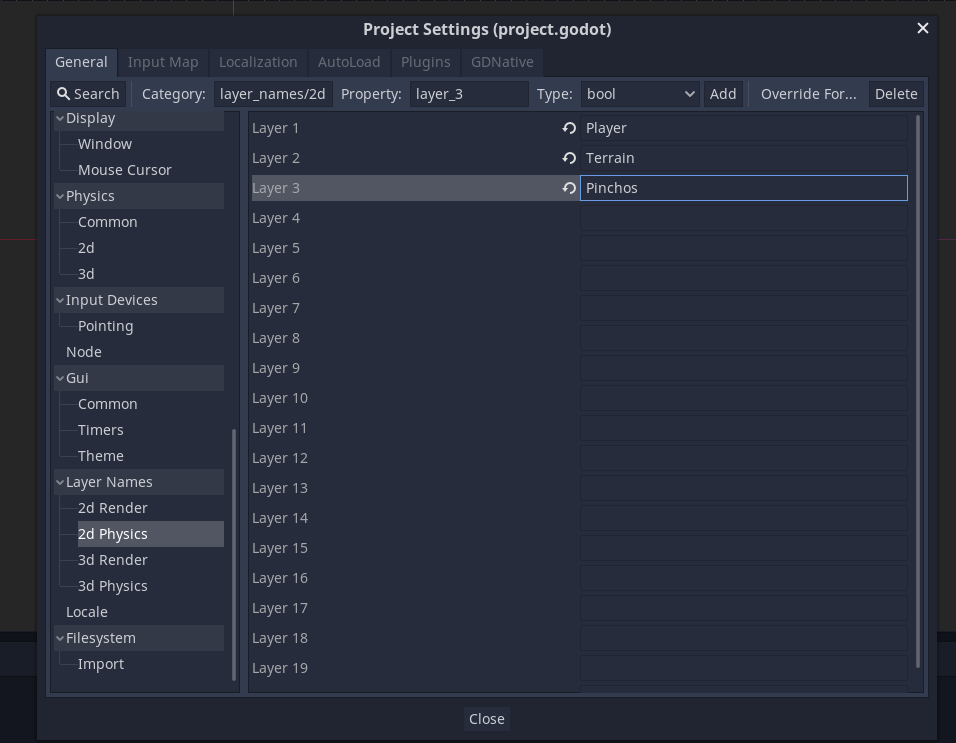 Project Settings (project.godot)
General Input Map Localization AutoLoad Plugins GDNative
Search Category: layer_names/2d Property: layer_3 Type: bool Add Override For... Delete
Display
Window
Mouse Cursor
Physics
Common
2d
3d
Input Devices
Pointing
Node
Gui
Common
Timers
Theme
Layer Names
2d Render
2d Physics
3d Render
3d Physics
Locale
Filesystem
Import
Layer 1 Player
Layer 2 Terrain
Layer 3 Pinchos
Layer 4
Layer 5
Layer 6
Layer 7
Layer 8
Layer 9
Layer 10
Layer 11
Layer 12
Layer 13
Layer 14
Layer 15
Layer 16
Layer 17
Layer 18
Layer 19
Close